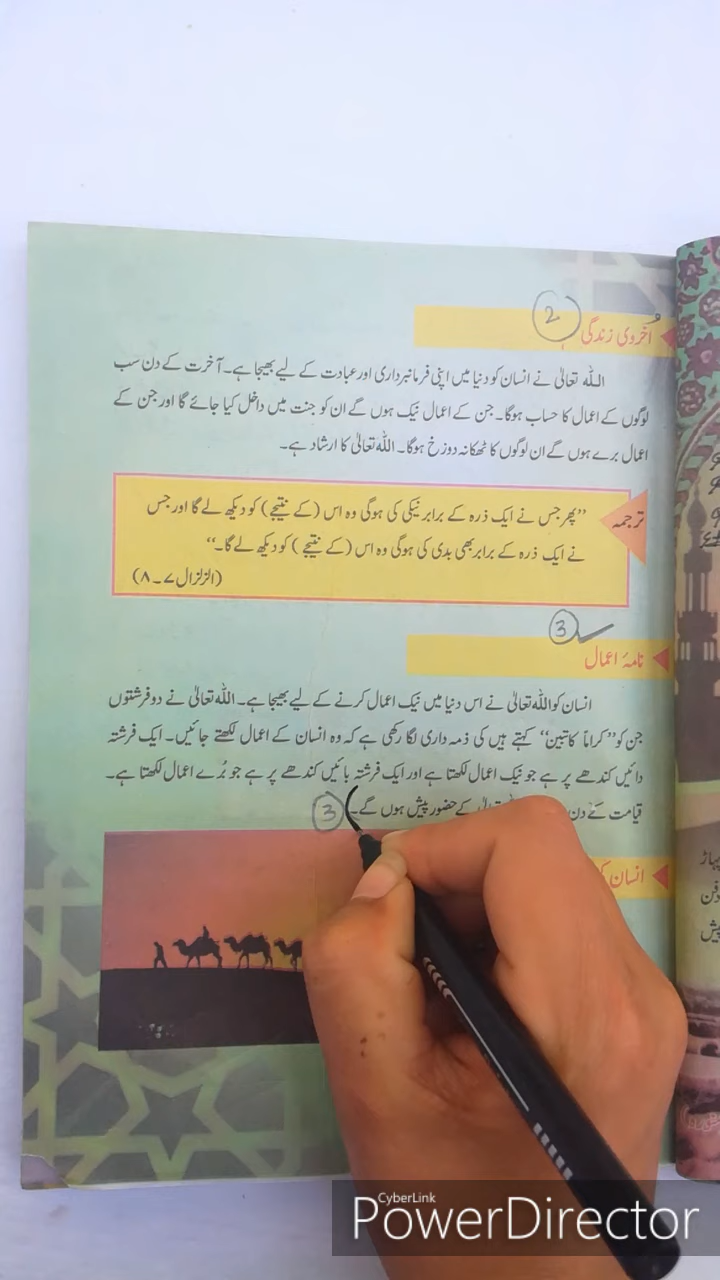 اُخروی زندگی
2
اللہ تعالیٰ نے انسان کو دنیا میں اپنی فرمانبرداری اور عبادت کے لیے بھیجا ہے۔ آخرت کے دن سب
لوگوں کے اعمال کا حساب ہوگا۔ جن کے اعمال نیک ہوں گے ان کو جنت میں داخل کیا جائے گا اور جن کے
اعمال برے ہوں گے ان لوگوں کا ٹھکانہ دوزخ ہوگا۔ اللہ تعالیٰ کا ارشاد ہے۔
ترجمہ
”پھر جس نے ایک ذرہ کے برابر نیکی کی ہوگی وہ اس (کے نتیجے) کو دیکھ لے گا اور جس
نے ایک ذرہ کے برابر بھی بدی کی ہوگی وہ اس (کے نتیجے) کو دیکھ لے گا۔“
(الزلزال ۷۔۸)
3
نامۂ اعمال
انسان کو اللہ تعالیٰ نے اس دنیا میں نیک اعمال کرنے کے لیے بھیجا ہے۔ اللہ تعالیٰ نے دو فرشتوں
جن کو ”کراماً کاتبین“ کہتے ہیں کی ذمہ داری لگا رکھی ہے کہ وہ انسان کے اعمال لکھتے جائیں۔ ایک فرشتہ
دائیں کندھے پر ہے جو نیک اعمال لکھتا ہے اور ایک فرشتہ بائیں کندھے پر ہے جو بُرے اعمال لکھتا ہے۔
قیامت کے دن کے حضور پیش ہوں گے۔
3
انسان
پہاڑ
دفن
پیش
CyberLink
PowerDirector